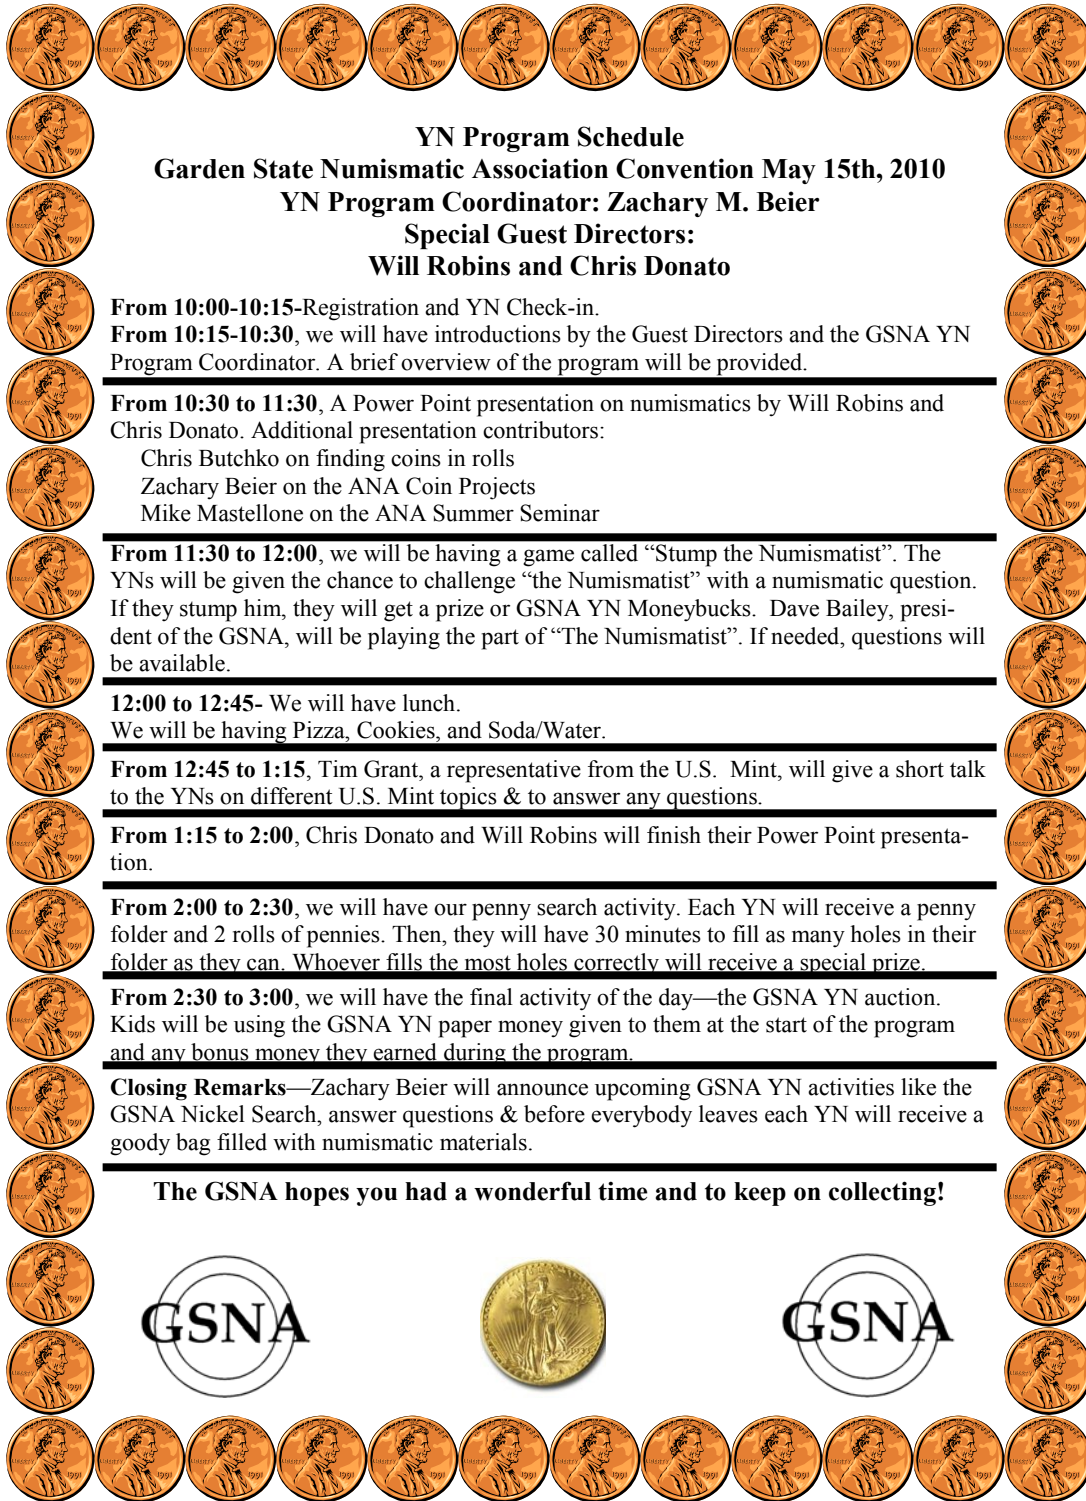 YN Program Schedule
Garden State Numismatic Association Convention May 15th, 2010
YN Program Coordinator: Zachary M. Beier
Special Guest Directors:
Will Robins and Chris Donato
From 10:00-10:15-Registration and YN Check-in.
From 10:15-10:30, we will have introductions by the Guest Directors and the GSNA YN
Program Coordinator. A brief overview of the program will be provided.
From 10:30 to 11:30, A Power Point presentation on numismatics by Will Robins and
Chris Donato. Additional presentation contributors:
Chris Butchko on finding coins in rolls
Zachary Beier on the ANA Coin Projects
Mike Mastellone on the ANA Summer Seminar
From 11:30 to 12:00, we will be having a game called “Stump the Numismatist”. The
YNs will be given the chance to challenge “the Numismatist” with a numismatic question.
If they stump him, they will get a prize or GSNA YN Moneybucks.  Dave Bailey, presi-
dent of the GSNA, will be playing the part of “The Numismatist”. If needed, questions will
be available.
12:00 to 12:45- We will have lunch.
We will be having Pizza, Cookies, and Soda/Water.
From 12:45 to 1:15, Tim Grant, a representative from the U.S.  Mint, will give a short talk
to the YNs on different U.S. Mint topics & to answer any questions.
From 1:15 to 2:00, Chris Donato and Will Robins will finish their Power Point presenta-
tion.
From 2:00 to 2:30, we will have our penny search activity. Each YN will receive a penny
folder and 2 rolls of pennies. Then, they will have 30 minutes to fill as many holes in their
folder as they can. Whoever fills the most holes correctly will receive a special prize.
From 2:30 to 3:00, we will have the final activity of the day—the GSNA YN auction.
Kids will be using the GSNA YN paper money given to them at the start of the program
and any bonus money they earned during the program.
Closing Remarks—Zachary Beier will announce upcoming GSNA YN activities like the
GSNA Nickel Search, answer questions & before everybody leaves each YN will receive a
goody bag filled with numismatic materials.
The GSNA hopes you had a wonderful time and to keep on collecting!
GSNA
GSNA